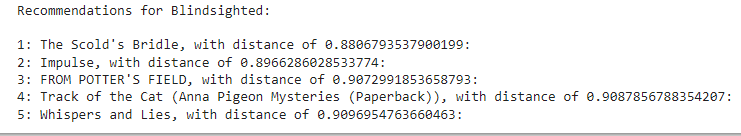 Recommendations for Blindsighted:
1: The Scold's Bridle, with distance of 0.8806793537900199:
2: Impulse, with distance of 0.8966286028533774:
3: FROM POTTER'S FIELD, with distance of 0.9072991853658793:
4: Track of the Cat (Anna Pigeon Mysteries (Paperback)), with distance of 0.9087856788354207:
5: Whispers and Lies, with distance of 0.9096954763660463: